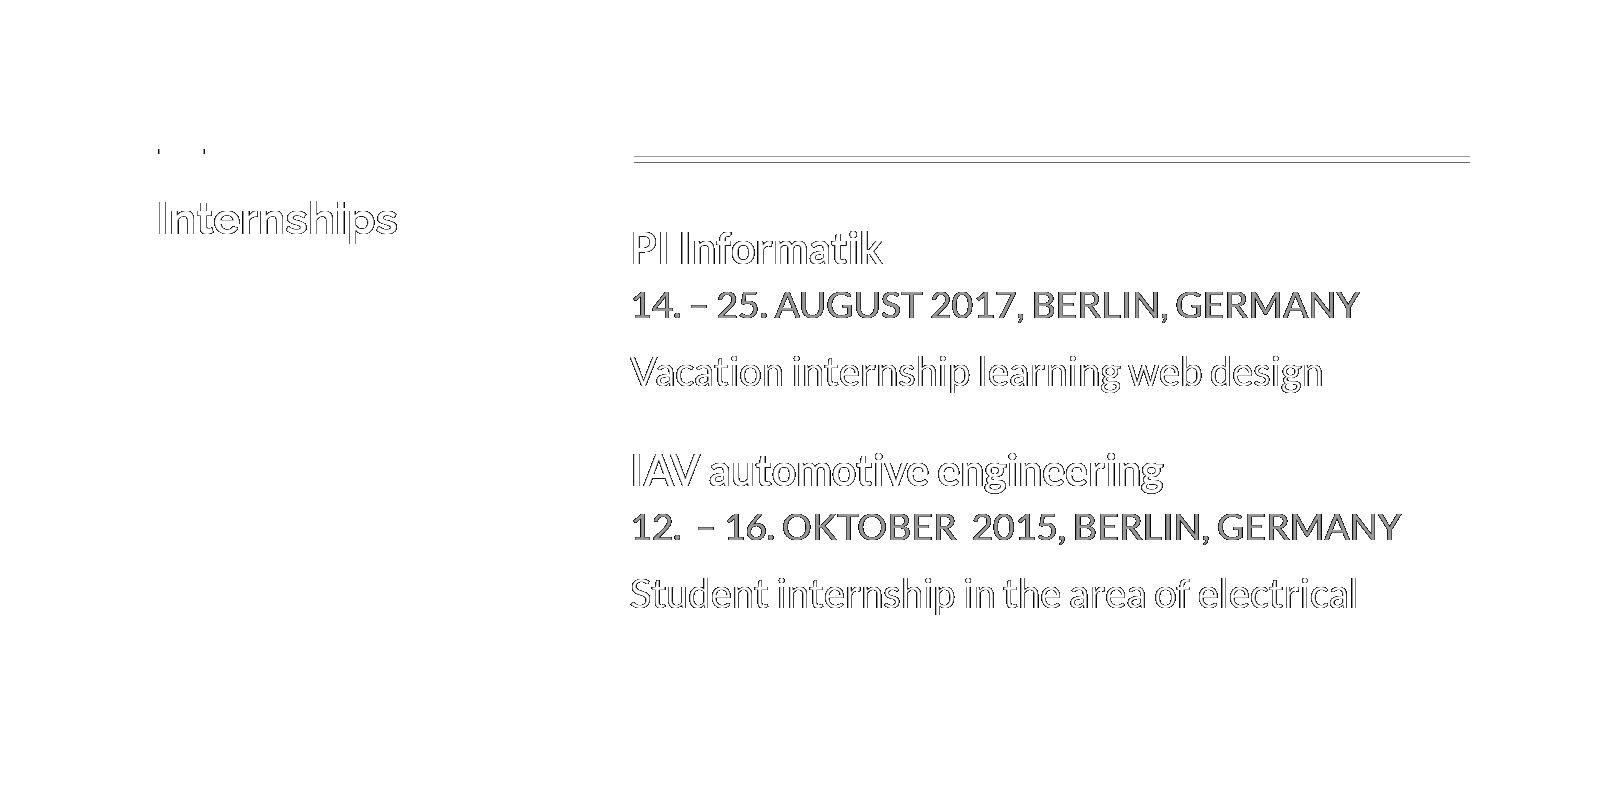 Internships
PI Informatik
14. – 25. AUGUST 2017, BERLIN, GERMANY
Vacation internship learning web design
IAV automotive engineering
12.  – 16. OKTOBER  2015, BERLIN, GERMANY
Student internship in the area of electrical